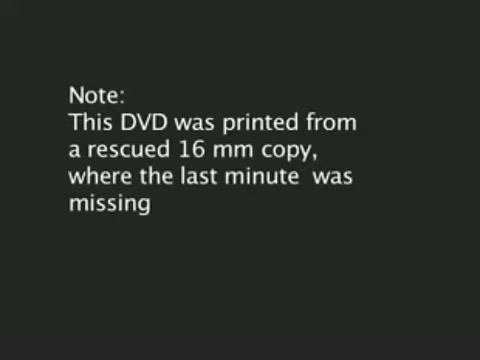 Note:
This DVD was printed from
a rescued 16 mm copy,
where the last minute  was
missing